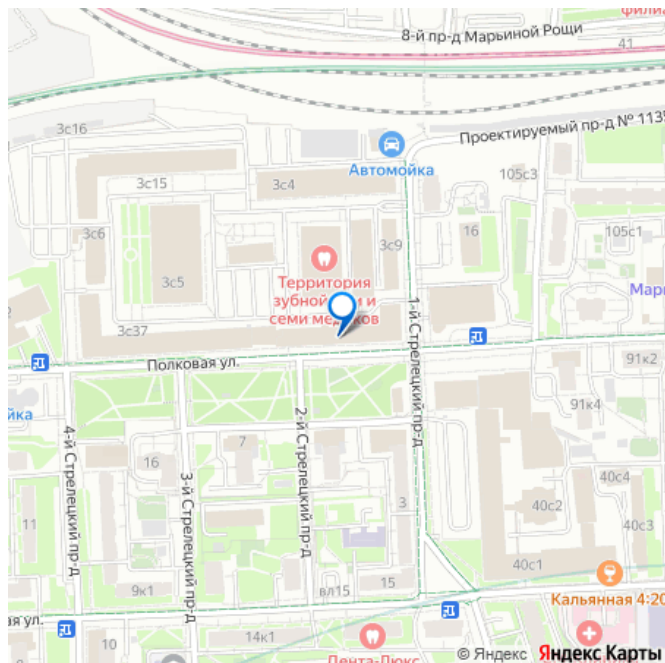 филиа
8-й пр-д Марьиной Рощи
41
3с16
Проектируемый пр-д № 1135
Автомойка
105с3
3с15
3с4
16
3с6
3с9
105с1
3с5
Территория
зубной
и
семи
Мари
3с37
1-й Стрелецкий пр-д
Полковая ул.
91к2
йка
91к4
4-й Стрелецкий пр-д
7
2-й Стрелецкий пр-д
16
3-й Стрелецкий пр-д
40с4
3
40с2
11
40с3
40с1
9к1
вл15
15
Кальянная 4:20
ая ул.
10
14к1
Дента-Люкс
© Яндекс Яндекс Карты